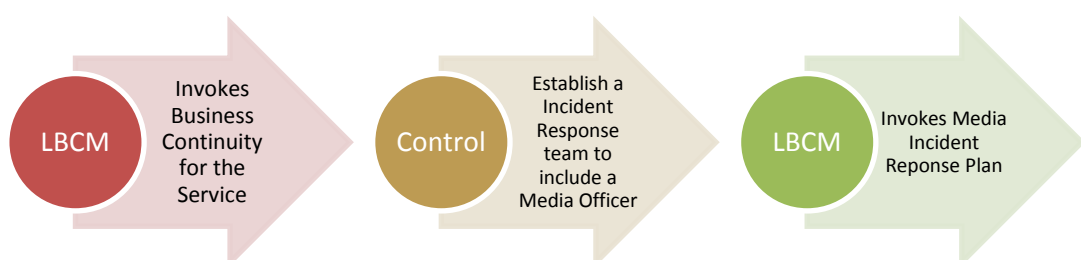 LBCM
Invokes
Business
Continuity
for the
Service
Control
Establish a
Incident
Response
team to
include a
Media Officer
LBCM
Invokes Media
Incident
Reponse Plan